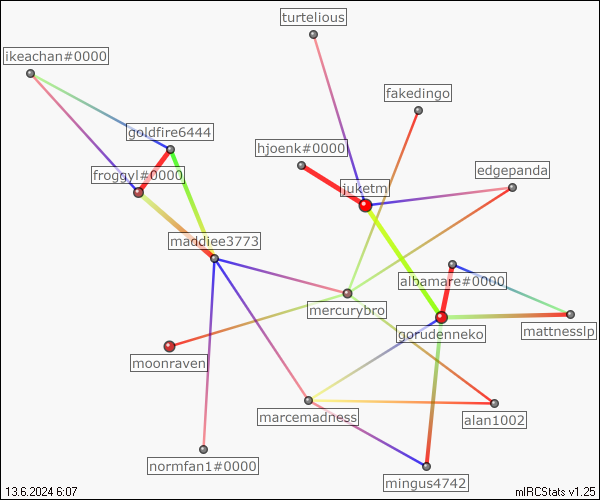 turtelious
ikeachan#0000
fakedingo
goldfire6444
hjoenk#0000
froggyl#0000
edgepanda
juketm
maddiee3773
albamare#0000
mercurybro
gorudenneko
mattnesslp
moonraven
marcemadness
alan1002
normfan1#0000
mingus4742
13.6.2024 6:07
mIRCStats v1.25